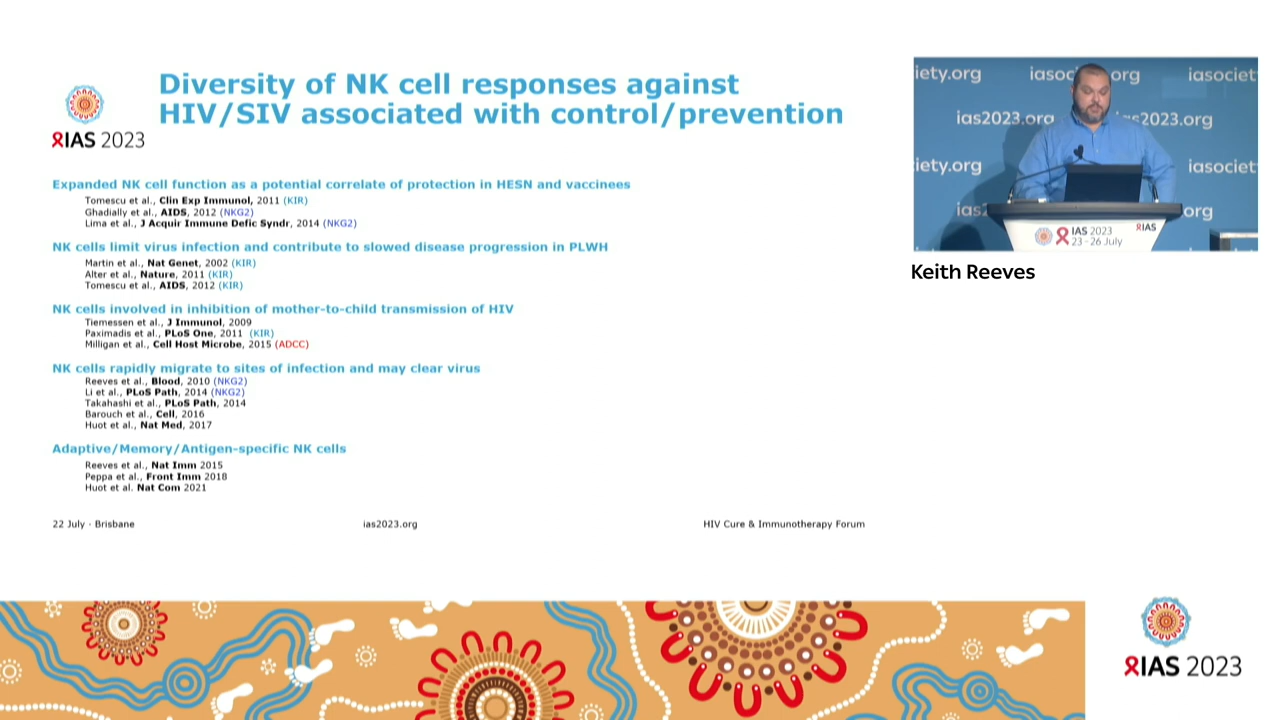 Diversity of NK cell responses against
HIV/SIV associated with control/prevention
IAS 2023
Expanded NK cell function as a potential correlate of protection in HESN and vaccinees
Tomescu et al., Clin Exp Immunol, 2011 (KIR)
Ghadially et al., AIDS, 2012 (NKG2)
Lima et al., J Acquir Immune Defic Syndr, 2014 (NKG2)
NK cells limit virus infection and contribute to slowed disease progression in PLWH
Martin et al., Nat Genet, 2002 (KIR)
Alter et al., Nature, 2011 (KIR)
Tomescu et al., AIDS, 2012 (KIR)
NK cells involved in inhibition of mother-to-child transmission of HIV
Tiemessen et al., J Immunol, 2009
Paximadis et al., PLoS One, 2011 (KIR)
Milligan et al., Cell Host Microbe, 2015 (ADCC)
NK cells rapidly migrate to sites of infection and may clear virus
Reeves et al., Blood, 2010 (NKG2)
Li et al., PLoS Path, 2014 (NKG2)
Takahashi et al., PLoS Path, 2014
Barouch et al., Cell, 2016
Huot et al., Nat Med, 2017
Adaptive/Memory/Antigen-specific NK cells
Reeves et al., Nat Imm 2015
Peppa et al., Front Imm 2018
Huot et al. Nat Com 2021
22 July · Brisbane
ias2023.org
HIV Cure & Immunotherapy Forum
iety.org iasoc org iasociet
ias2023.org ias2023.org
iety.org iasociet
ias org
IAS 2023
23 - 26 July
IAS
Keith Reeves
IAS 2023